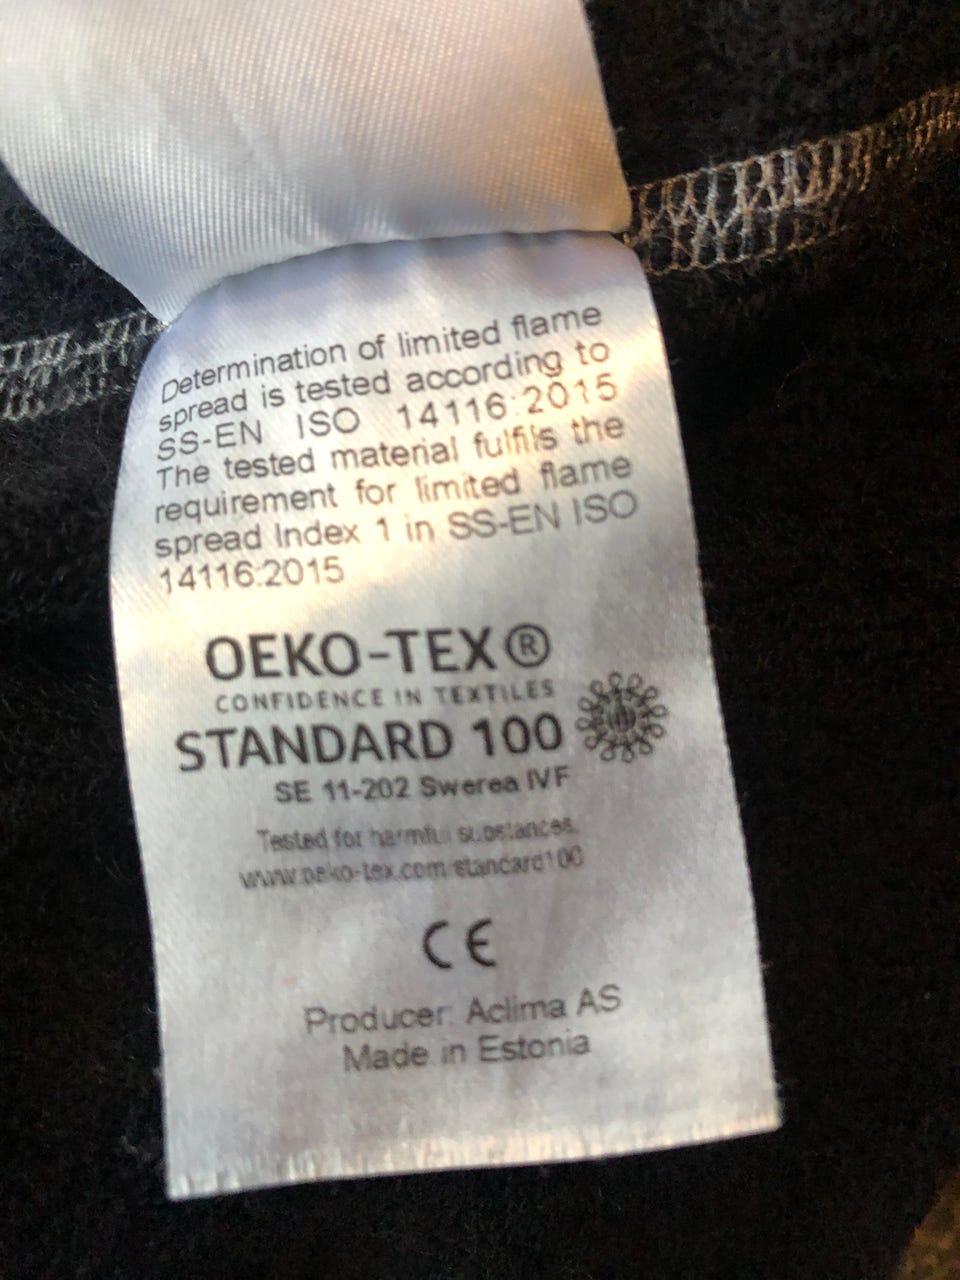 Determination of limited flame
spread is tested according to
SS-EN ISO 14116:2015
The tested material fulfils the
requirement for limited flame
spread Index 1 in SS-EN ISO
14116:2015
OEKO-TEX®
CONFIDENCE IN TEXTILES
STANDARD 100
SE 11-202 Swerea IVF
Tested for harmful substances.
www.oeko-tex.com/standard100
CE
Producer: Aclima AS
Made in Estonia